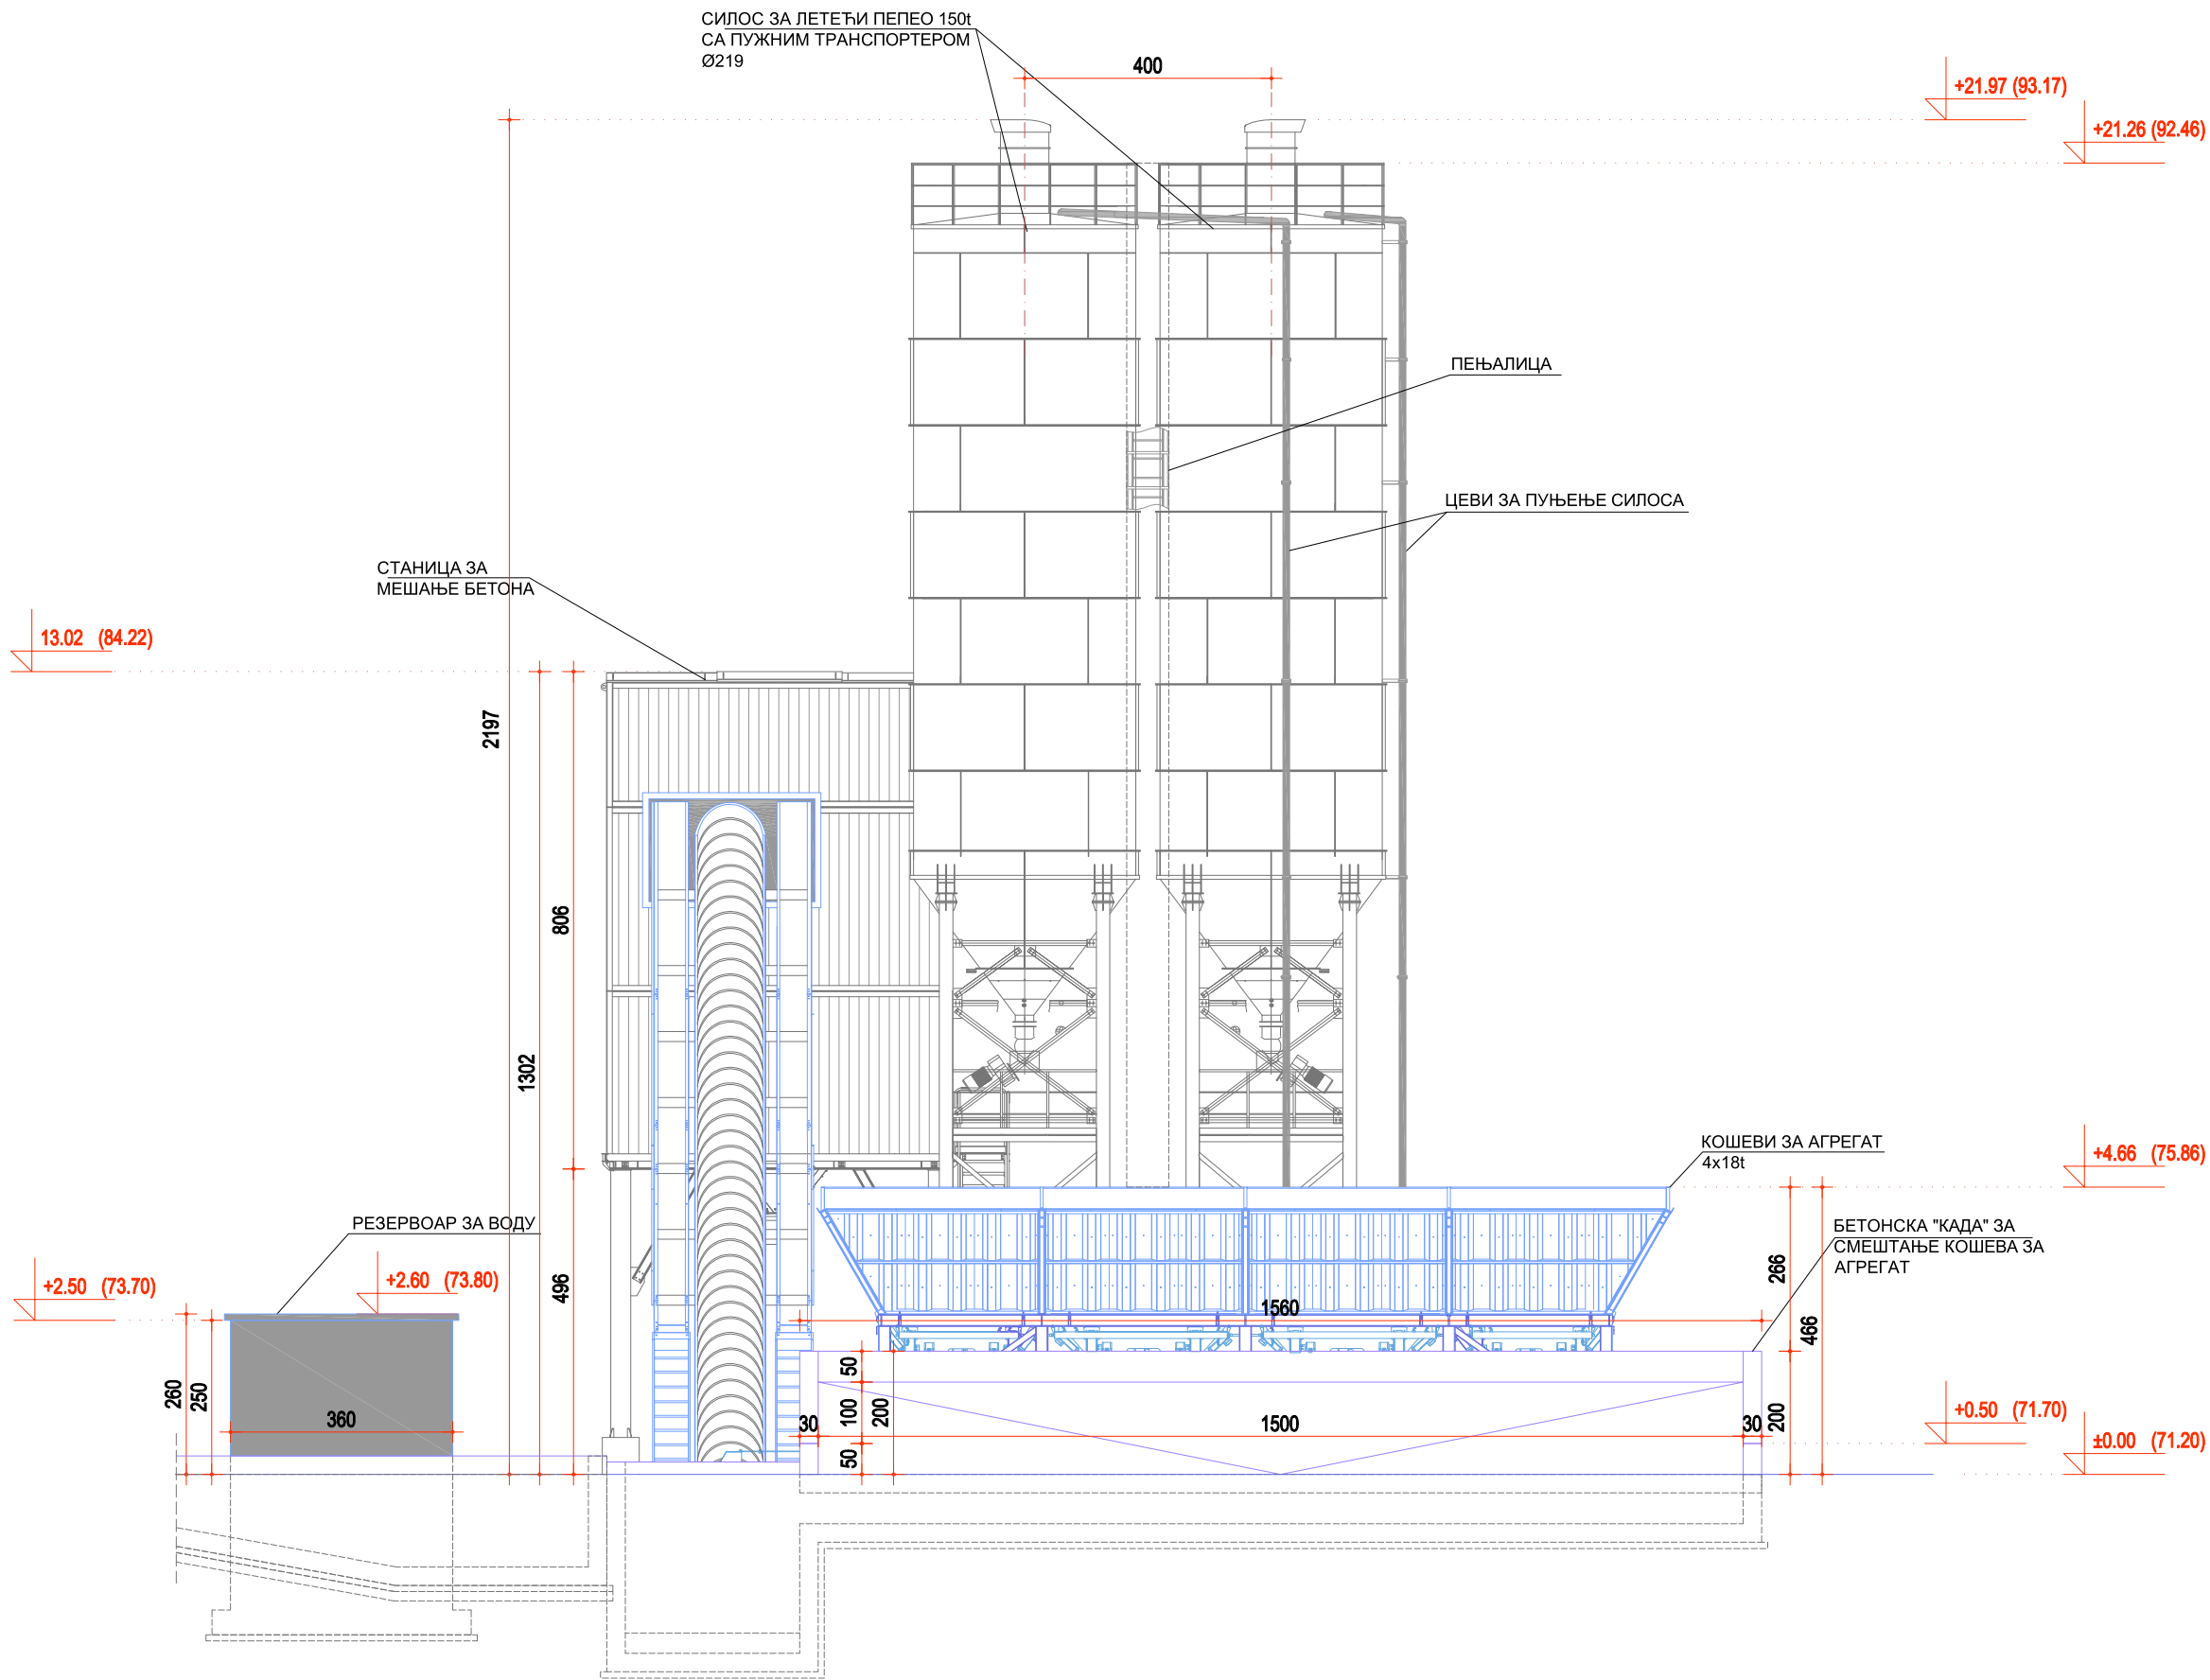 СИЛОС ЗА ЛЕТЕЋИ ПЕПЕО 150t
СА ПУЖНИМ ТРАНСПОРТЕРОМ
Ø219
400
+21.97 (93.17)
+21.26 (92.46)
ПЕЊАЛИЦА
ЦЕВИ ЗА ПУЊЕЊЕ СИЛОСА
СТАНИЦА ЗА
МЕШАЊЕ БЕТОНА
13.02 (84.22)
2197
1302
806
496
КОШЕВИ ЗА АГРЕГАТ
4x18t
+4.66 (75.86)
БЕТОНСКА "КАДА" ЗА
СМЕШТАЊЕ КОШЕВА ЗА
АГРЕГАТ
РЕЗЕРВОАР ЗА ВОДУ
+2.50 (73.70)
+2.60 (73.80)
266
466
1560
260
250
360
50
100
200
50
30
1500
30
200
+0.50 (71.70)
±0.00 (71.20)